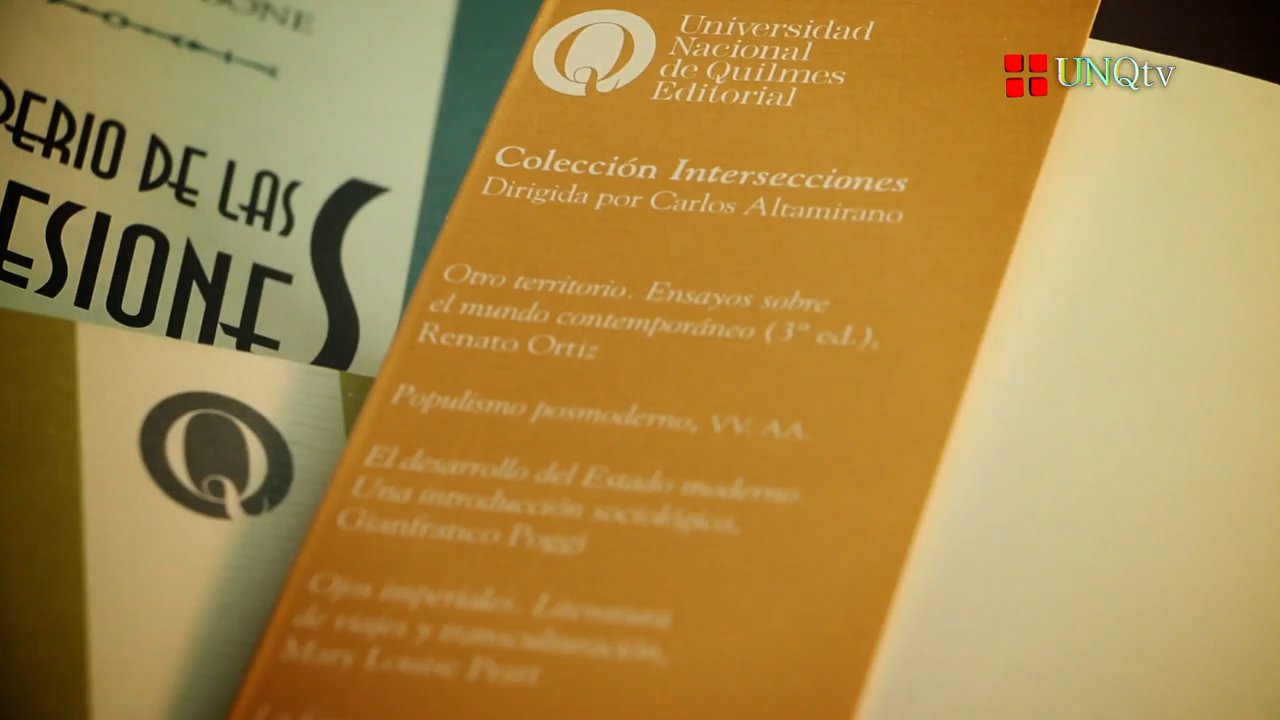 PERIO DE LAS
ESIONES
Universidad
Nacional
de Quilmes
Editorial
UNQtv
Colección Intersecciones
Dirigida por Carlos Altamirano
Otro territorio. Ensayos sobre
el mundo contemporáneo (3ª ed.),
Renato Ortiz
Populismo posmoderno, VV. AA.
El desarrollo del Estado moderno.
Una introducción sociológica,
Gianfranco Poggi
Ojos imperiales. Literatura
de viajes y transculturación,
Mary Louise Pratt